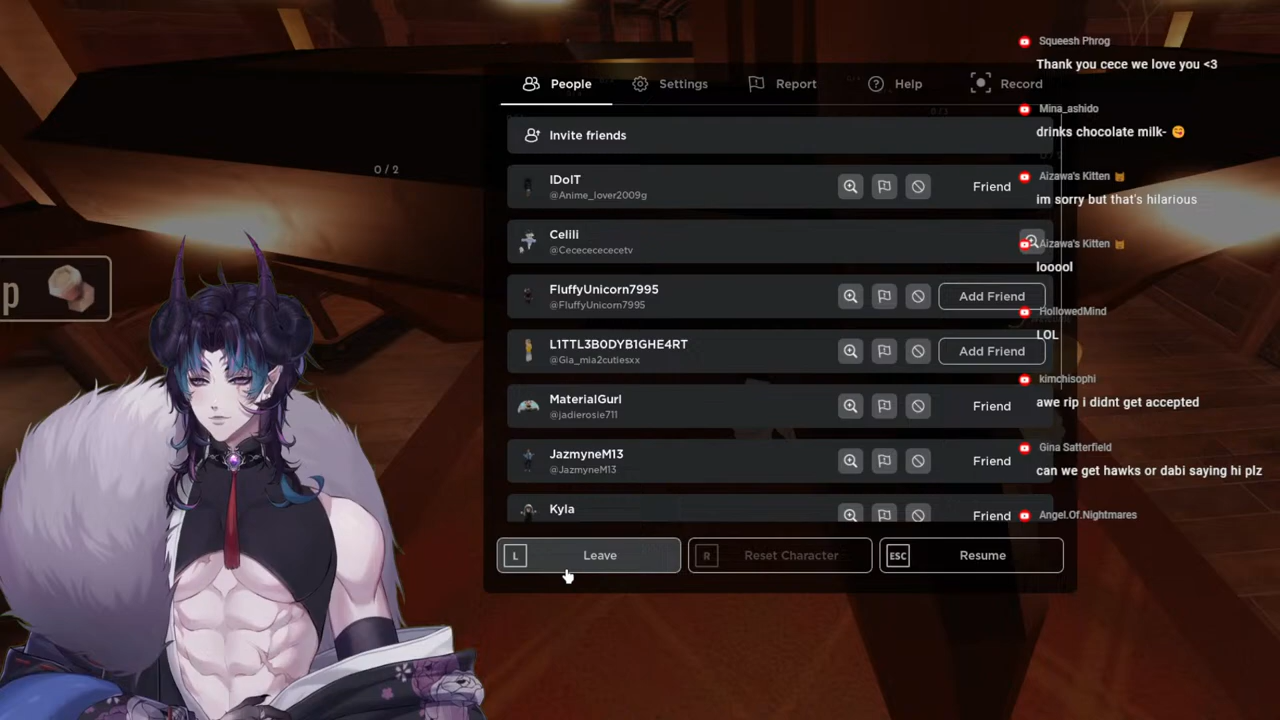 People
Settings
Report
Help
Record
Invite friends
0 / 2
IDoIT
@Anime_lover2009g
Friend
Celili
@Cecececececetv
FluffyUnicorn7995
@FluffyUnicorn7995
Add Friend
L1TTL3B0DYB1GHE4RT
@Gia_mia2cutiesxx
Add Friend
MaterialGurl
@jadierosie711
Friend
JazmyneM13
@JazmyneM13
Friend
Kyla
Friend
L
Leave
R
Reset Character
ESC
Resume
p
Squeesh Phrog
Thank you cece we love you <3
Mina_ashido
drinks chocolate milk- 😋
Aizawa's Kitten
im sorry but that's hilarious
Aizawa's Kitten
looool
HollowedMind
LOL
kimchisophi
awe rip i didnt get accepted
Gina Satterfield
can we get hawks or dabi saying hi plz
Angel.Of.Nightmares